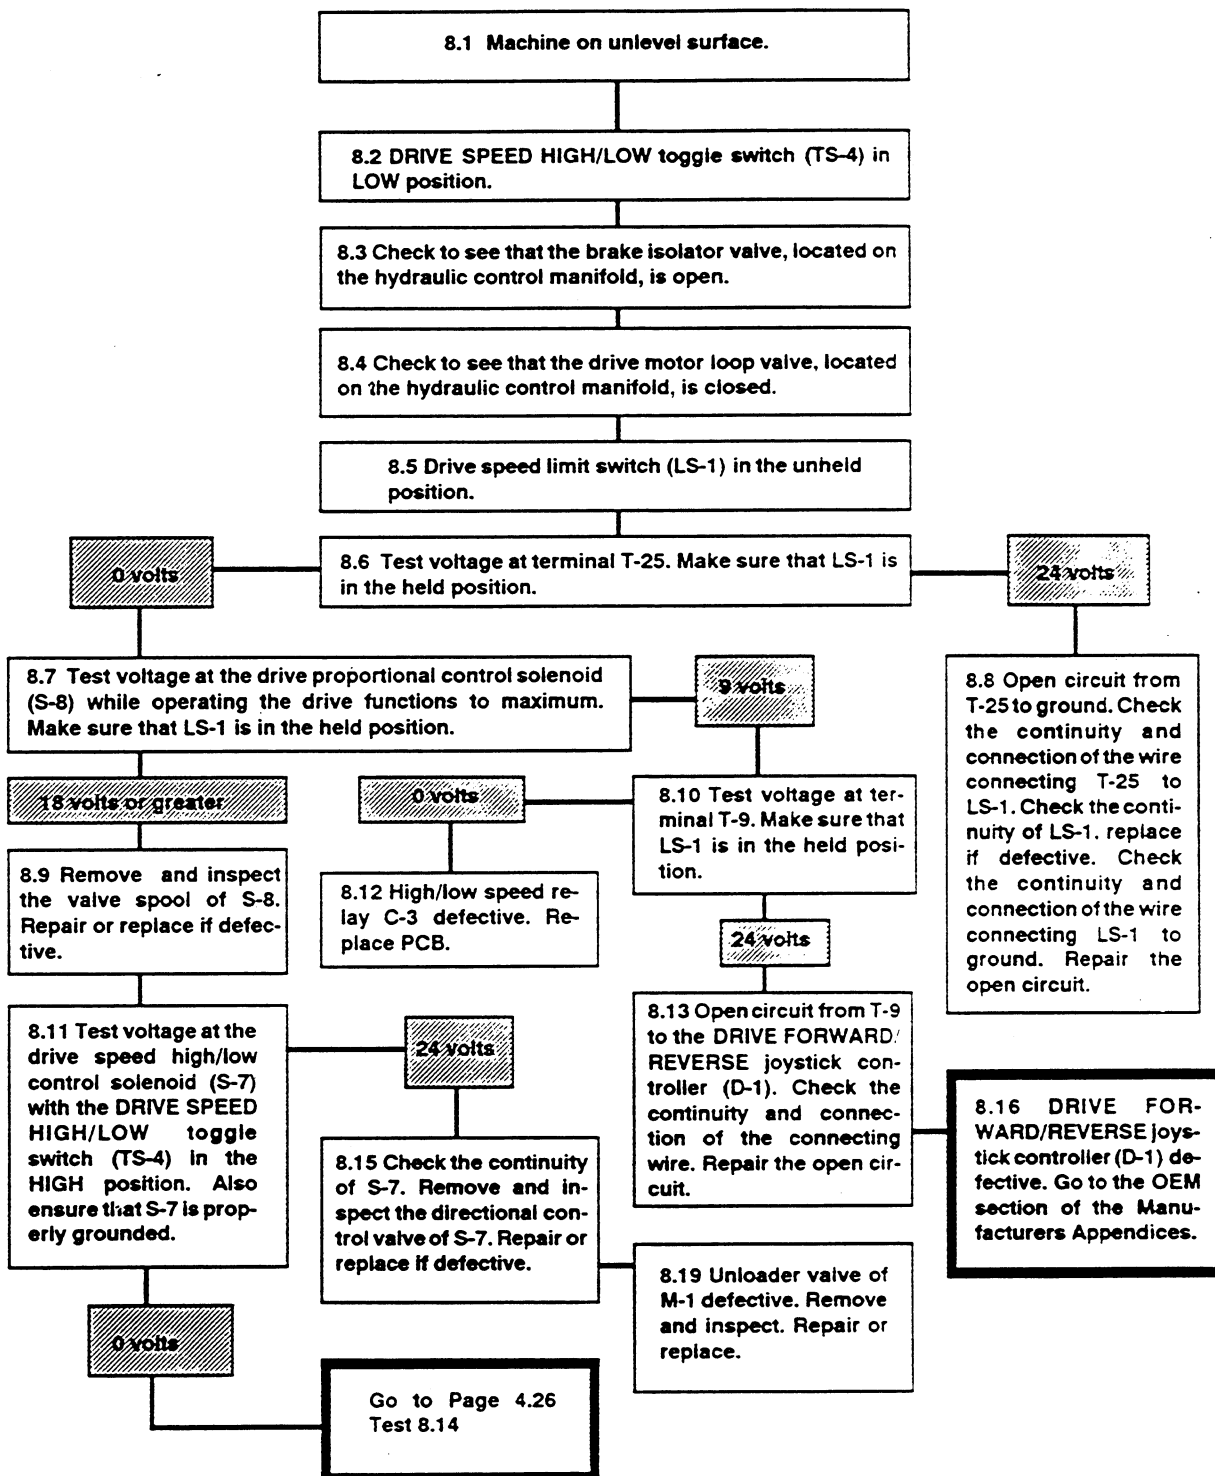 8.1 Machine on unlevel surface.
8.2 DRIVE SPEED HIGH/LOW toggle switch (TS-4) in
LOW position.
8.3 Check to see that the brake isolator valve, located on
the hydraulic control manifold, is open.
8.4 Check to see that the drive motor loop valve, located
on the hydraulic control manifold, is closed.
8.5 Drive speed limit switch (LS-1) in the unheld
position.
0 volts
8.6 Test voltage at terminal T-25. Make sure that LS-1 is
in the held position.
24 volts
8.7 Test voltage at the drive proportional control solenoid
(S-8) while operating the drive functions to maximum.
Make sure that LS-1 is in the held position.
9 volts
8.8 Open circuit from
T-25 to ground. Check
the continuity and
connection of the wire
connecting T-25 to
LS-1. Check the conti-
nuity of LS-1. replace
if defective. Check
the continuity and
connection of the wire
connecting LS-1 to
ground. Repair the
open circuit.
18 volts or greater
0 volts
8.10 Test voltage at ter-
minal T-9. Make sure that
LS-1 is in the held posi-
tion.
8.9 Remove and inspect
the valve spool of S-8.
Repair or replace if defec-
tive.
8.12 High/low speed re-
lay C-3 defective. Re-
place PCB.
24 volts
8.11 Test voltage at the
drive speed high/low
control solenoid (S-7)
with the DRIVE SPEED
HIGH/LOW toggle
switch (TS-4) in the
HIGH position. Also
ensure that S-7 is prop-
erly grounded.
24 volts
8.13 Open circuit from T-9
to the DRIVE FORWARD/
REVERSE joystick con-
troller (D-1). Check the
continuity and connec-
tion of the connecting
wire. Repair the open cir-
cuit.
8.16 DRIVE FOR-
WARD/REVERSE joys-
tick controller (D-1) de-
fective. Go to the OEM
section of the Manu-
facturers Appendices.
8.15 Check the continuity
of S-7. Remove and in-
spect the directional con-
trol valve of S-7. Repair or
replace if defective.
8.19 Unloader valve of
M-1 defective. Remove
and inspect. Repair or
replace.
0 volts
Go to Page 4.26
Test 8.14